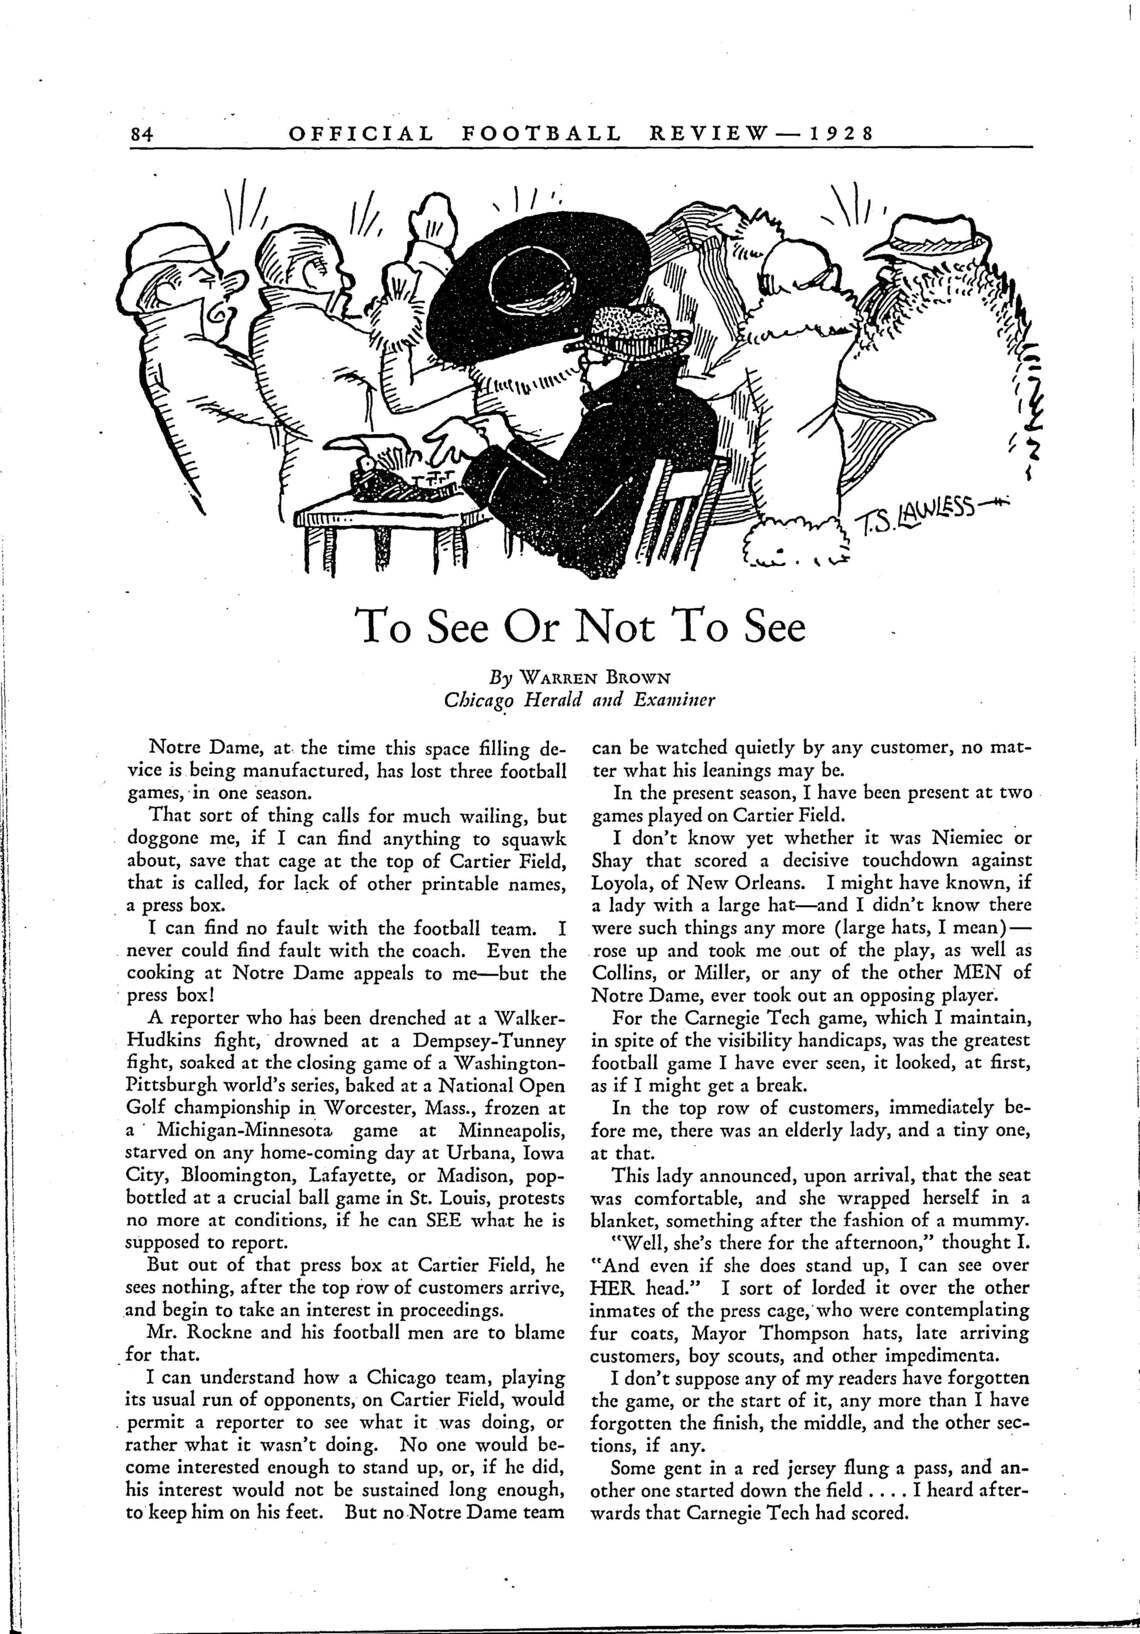 84 OFFICIAL FOOTBALL REVIEW—1928
T.S. LAWLESS
To See Or Not To See
By WARREN BROWN
Chicago Herald and Examiner
Notre Dame, at the time this space filling de-
vice is being manufactured, has lost three football
games, in one season.
That sort of thing calls for much wailing, but
doggone me, if I can find anything to squawk
about, save that cage at the top of Cartier Field,
that is called, for lack of other printable names,
a press box.
I can find no fault with the football team. I
never could find fault with the coach. Even the
cooking at Notre Dame appeals to me—but the
press box!
A reporter who has been drenched at a Walker-
Hudkins fight, drowned at a Dempsey-Tunney
fight, soaked at the closing game of a Washington-
Pittsburgh world's series, baked at a National Open
Golf championship in Worcester, Mass., frozen at
a Michigan-Minnesota game at Minneapolis,
starved on any home-coming day at Urbana, Iowa
City, Bloomington, Lafayette, or Madison, pop-
bottled at a crucial ball game in St. Louis, protests
no more at conditions, if he can SEE what he is
supposed to report.
But out of that press box at Cartier Field, he
sees nothing, after the top row of customers arrive,
and begin to take an interest in proceedings.
Mr. Rockne and his football men are to blame
for that.
I can understand how a Chicago team, playing
its usual run of opponents, on Cartier Field, would
permit a reporter to see what it was doing, or
rather what it wasn't doing. No one would be-
come interested enough to stand up, or, if he did,
his interest would not be sustained long enough,
to keep him on his feet. But no Notre Dame team
can be watched quietly by any customer, no mat-
ter what his leanings may be.
In the present season, I have been present at two
games played on Cartier Field.
I don't know yet whether it was Niemiec or
Shay that scored a decisive touchdown against
Loyola, of New Orleans. I might have known, if
a lady with a large hat—and I didn't know there
were such things any more (large hats, I mean)—
rose up and took me out of the play, as well as
Collins, or Miller, or any of the other MEN of
Notre Dame, ever took out an opposing player.
For the Carnegie Tech game, which I maintain,
in spite of the visibility handicaps, was the greatest
football game I have ever seen, it looked, at first,
as if I might get a break.
In the top row of customers, immediately be-
fore me, there was an elderly lady, and a tiny one,
at that.
This lady announced, upon arrival, that the seat
was comfortable, and she wrapped herself in a
blanket, something after the fashion of a mummy.
"Well, she's there for the afternoon," thought I.
"And even if she does stand up, I can see over
HER head." I sort of lorded it over the other
inmates of the press cage, who were contemplating
fur coats, Mayor Thompson hats, late arriving
customers, boy scouts, and other impedimenta.
I don't suppose any of my readers have forgotten
the game, or the start of it, any more than I have
forgotten the finish, the middle, and the other sec-
tions, if any.
Some gent in a red jersey flung a pass, and an-
other one started down the field .... I heard after-
wards that Carnegie Tech had scored.